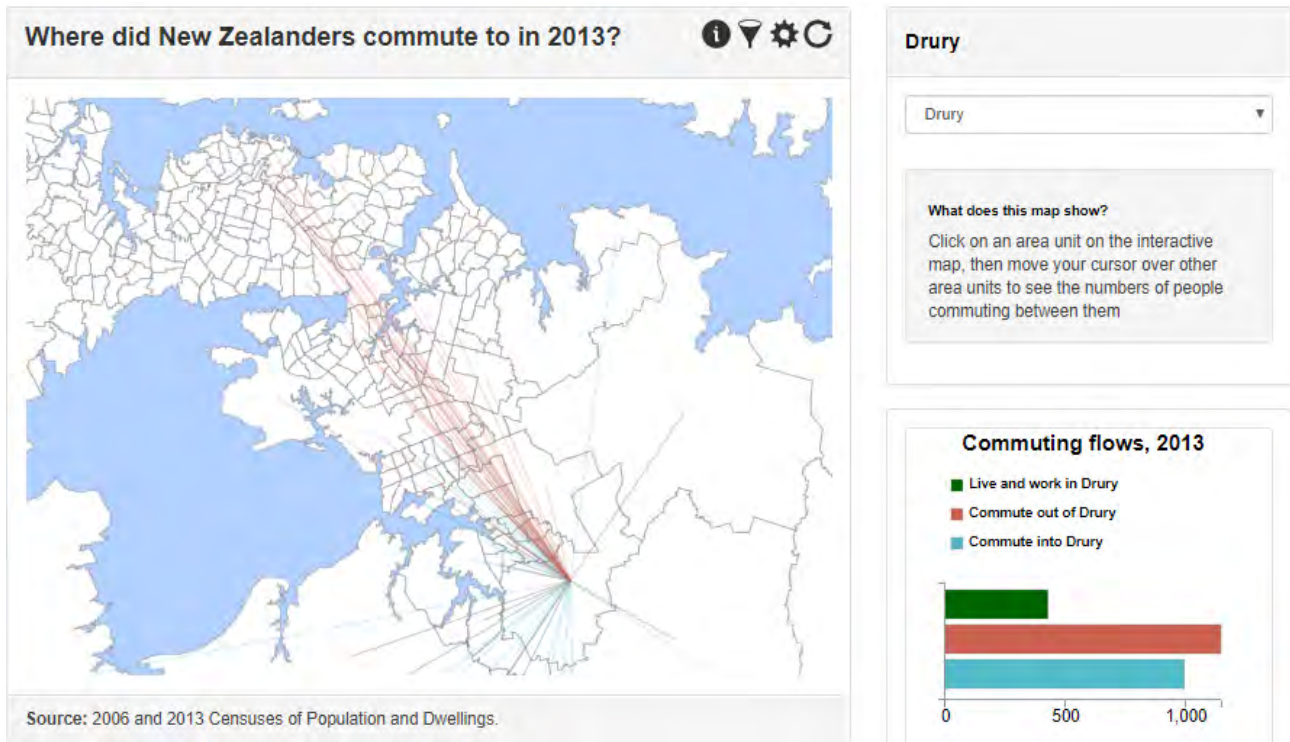 Where did New Zealanders commute to in 2013?
Source: 2006 and 2013 Censuses of Population and Dwellings.
Drury
Drury
What does this map show?
Click on an area unit on the interactive
map, then move your cursor over other
area units to see the numbers of people
commuting between them
Commuting flows, 2013
Live and work in Drury
Commute out of Drury
Commute into Drury
0 500 1,000